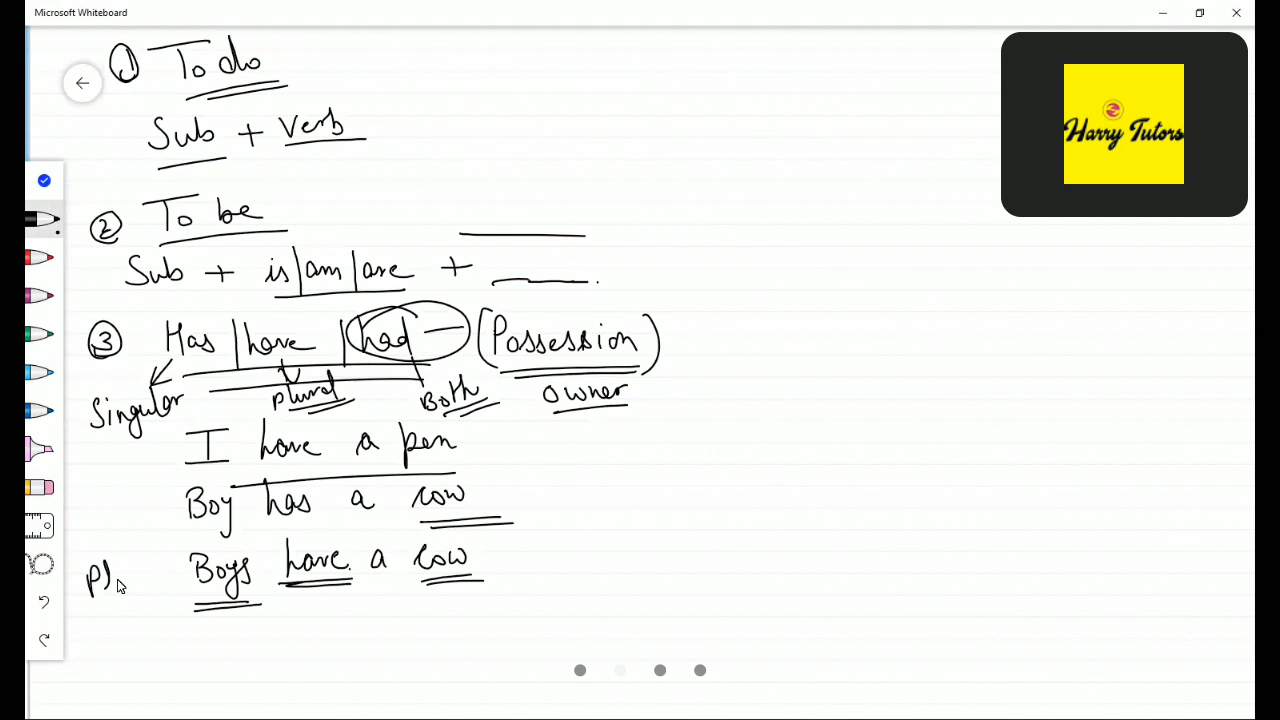 Microsoft Whiteboard
Harry Tutors
① To do
Sub + Verb
② To be
Sub + is | am | are + ______.
③ Has | have | had — (Possession)
Singular plural Both owner
I have a pen
Boy has a cow
Pl Boys have a cow